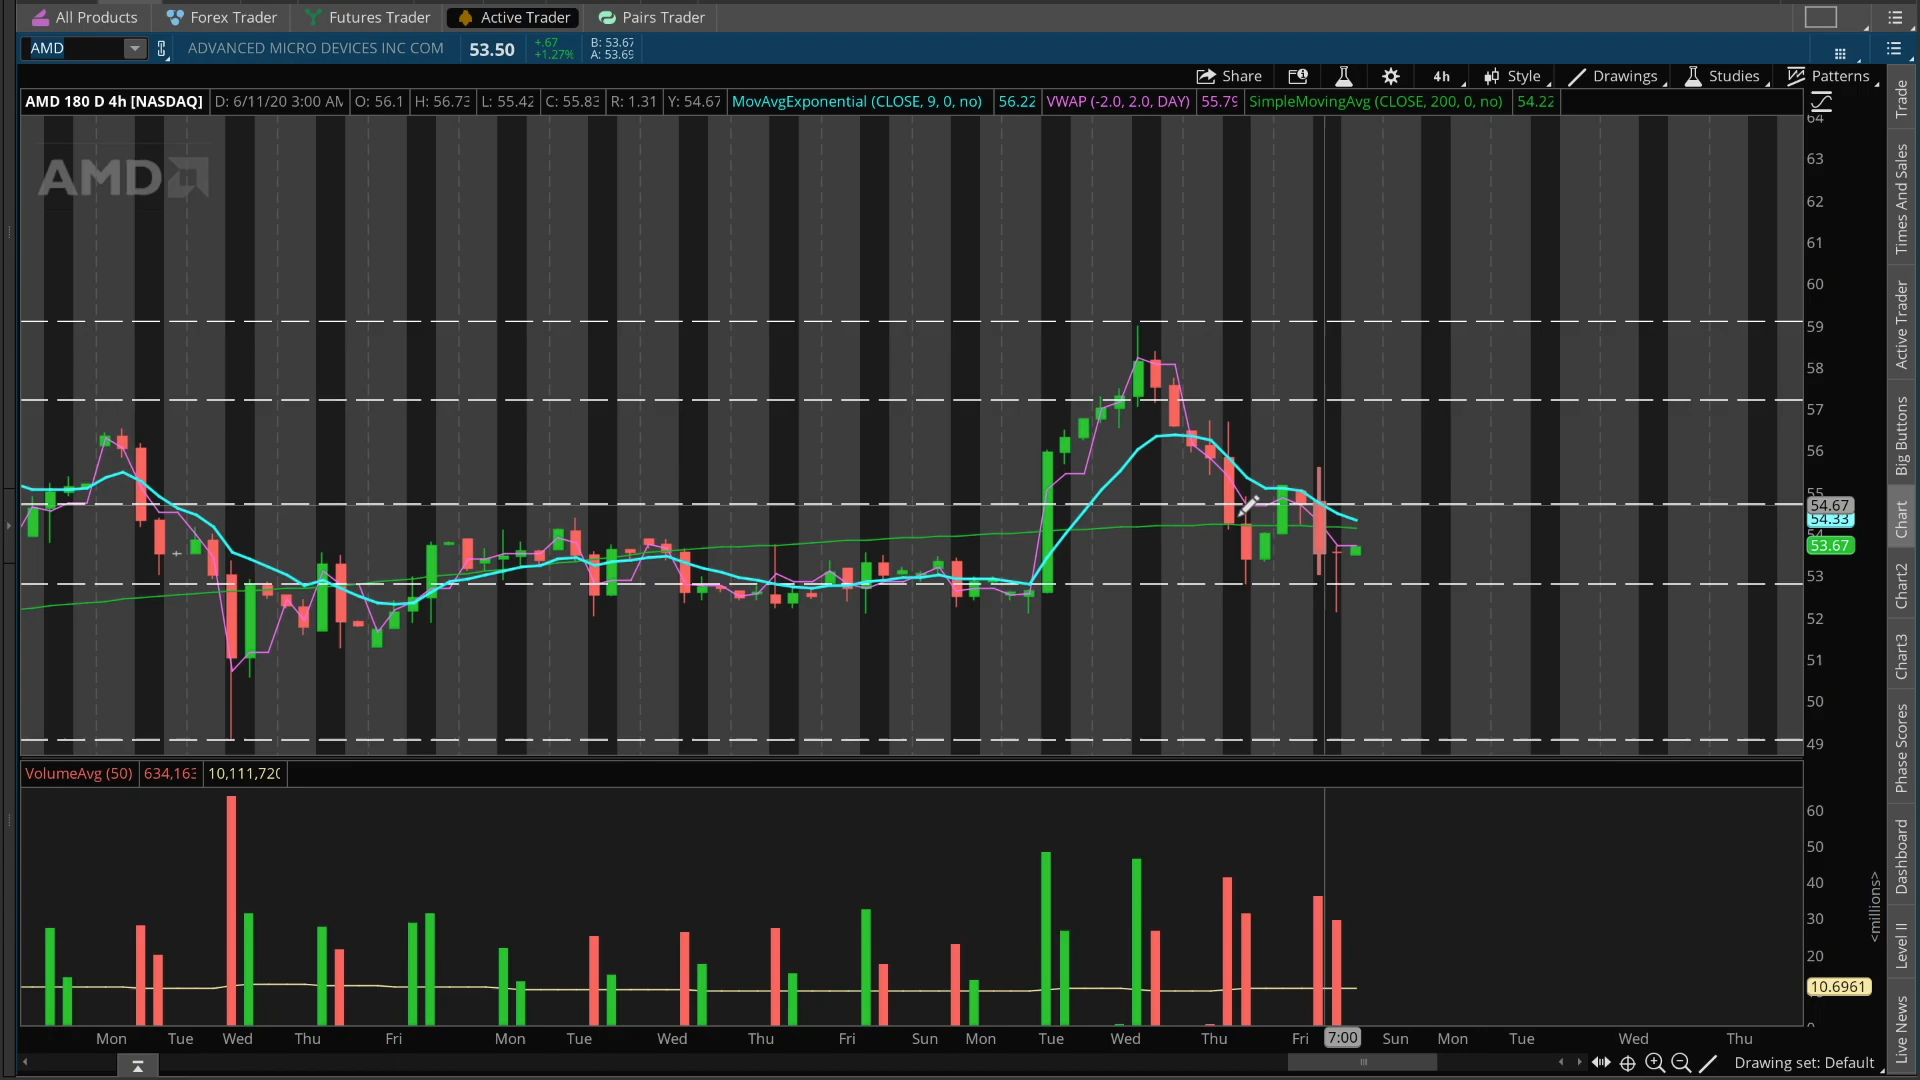 All Products Forex Trader Futures Trader Active Trader Pairs Trader
AMD ADVANCED MICRO DEVICES INC COM 53.50 +.67 B: 53.67
+1.27% A: 53.69
Share 4h Style Drawings Studies Patterns
AMD 180 D 4h [NASDAQ] D: 6/11/20 3:00 AM O: 56.1 H: 56.73 L: 55.42 C: 55.83 R: 1.31 Y: 54.67 MovAvgExponential (CLOSE, 9, 0, no) 56.22 VWAP (-2.0, 2.0, DAY) 55.79 SimpleMovingAvg (CLOSE, 200, 0, no) 54.22
AMD
64
63
62
61
60
59
58
57
56
55
54.67
54.33
54
53.67
53
52
51
50
49
VolumeAvg (50) 634,163 10,111,720
60
50
40
30
20
10.6961
<millions>
Mon Tue Wed Thu Fri Mon Tue Wed Thu Fri Sun Mon Tue Wed Thu Fri 7:00 Sun Mon Tue Wed Thu
Drawing set: Default
Trade
Times And Sales
Active Trader
Big Buttons
Chart
Chart2
Chart3
Phase Scores
Dashboard
Level II
Live News